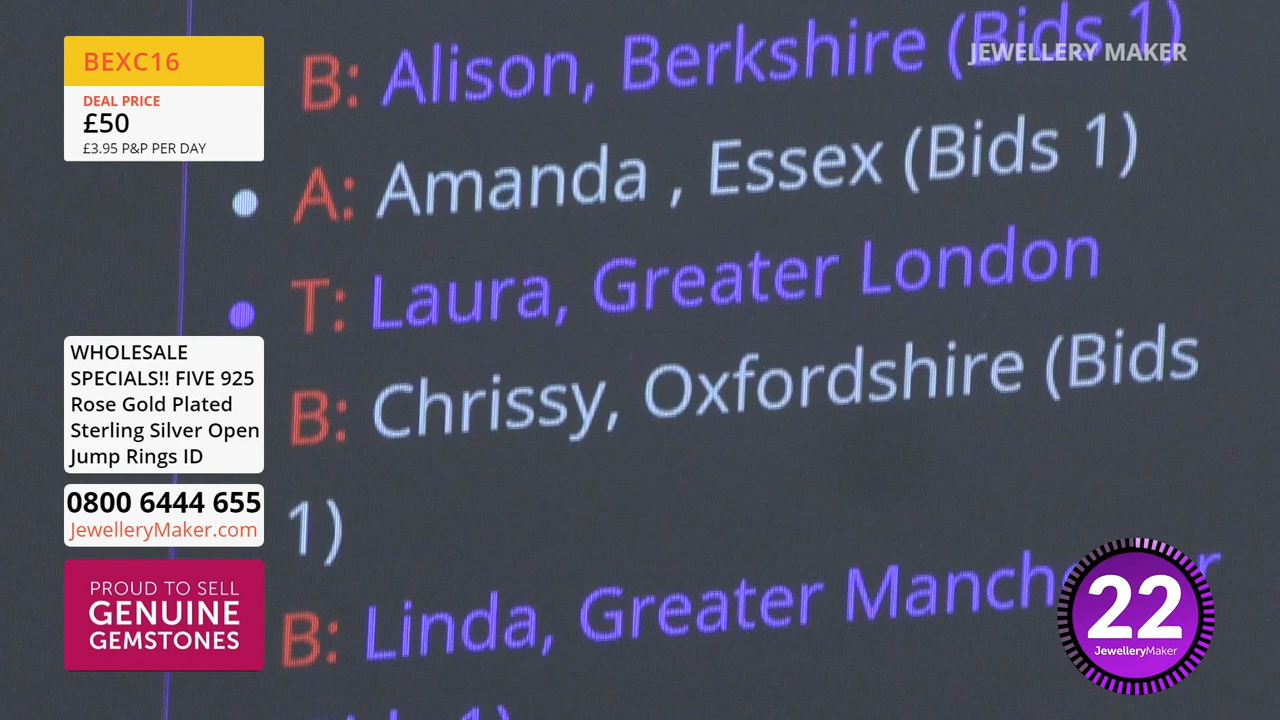 BEXC16
DEAL PRICE
£50
£3.95 P&P PER DAY
JEWELLERY MAKER
B: Alison, Berkshire (Bids 1)
A: Amanda , Essex (Bids 1)
T: Laura, Greater London
B: Chrissy, Oxfordshire (Bids
1)
B: Linda, Greater
WHOLESALE
SPECIALS!! FIVE 925
Rose Gold Plated
Sterling Silver Open
Jump Rings ID
0800 6444 655
JewelleryMaker.com
PROUD TO SELL
GENUINE
GEMSTONES
22
JewelleryMaker